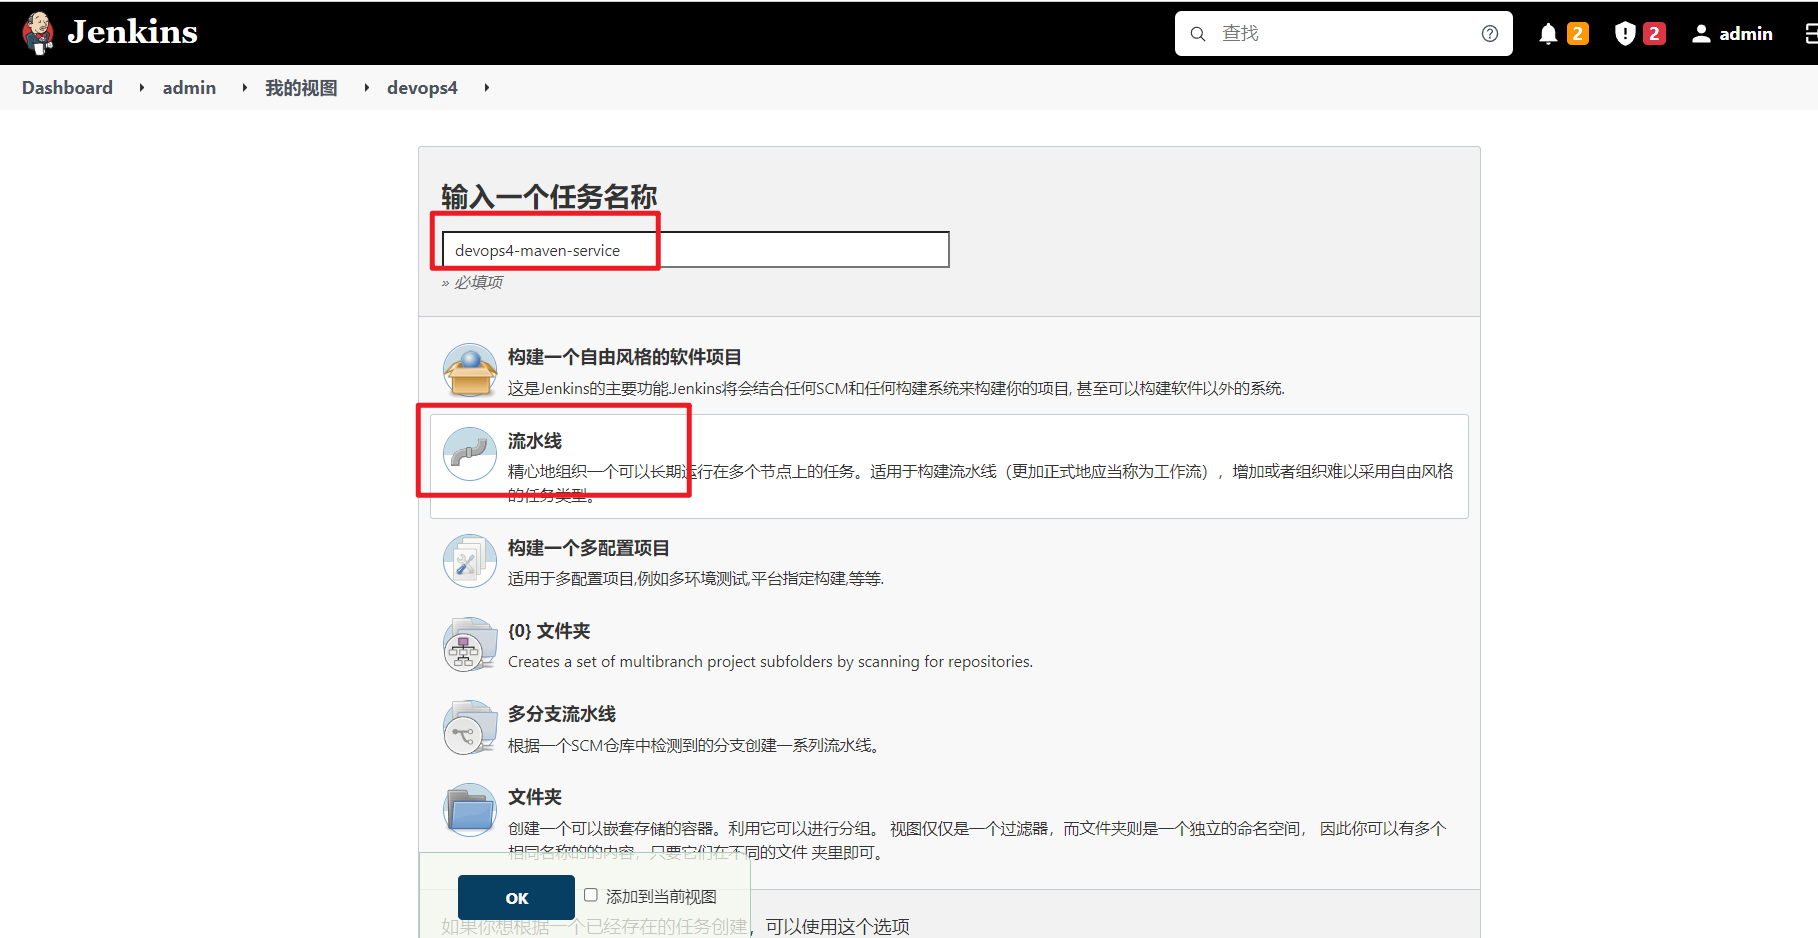 Jenkins
查找
2
2
admin
Dashboard
admin
我的视图
devops4
输入一个任务名称
devops4-maven-service
» 必填项
构建一个自由风格的软件项目
这是Jenkins的主要功能.Jenkins将会结合任何SCM和任何构建系统来构建你的项目, 甚至可以构建软件以外的系统.
流水线
精心地组织一个可以长期运行在多个节点上的任务。适用于构建流水线（更加正式地应当称为工作流），增加或者组织难以采用自由风格
的任务类型。
构建一个多配置项目
适用于多配置项目,例如多环境测试,平台指定构建,等等.
{0} 文件夹
Creates a set of multibranch project subfolders by scanning for repositories.
多分支流水线
根据一个SCM仓库中检测到的分支创建一系列流水线。
文件夹
创建一个可以嵌套存储的容器。利用它可以进行分组。 视图仅仅是一个过滤器，而文件夹则是一个独立的命名空间， 因此你可以有多个
相同名称的的内容，只要它们在不同的文件 夹里即可。
OK
添加到当前视图
如果你想根据一个已经存在的任务创建，可以使用这个选项